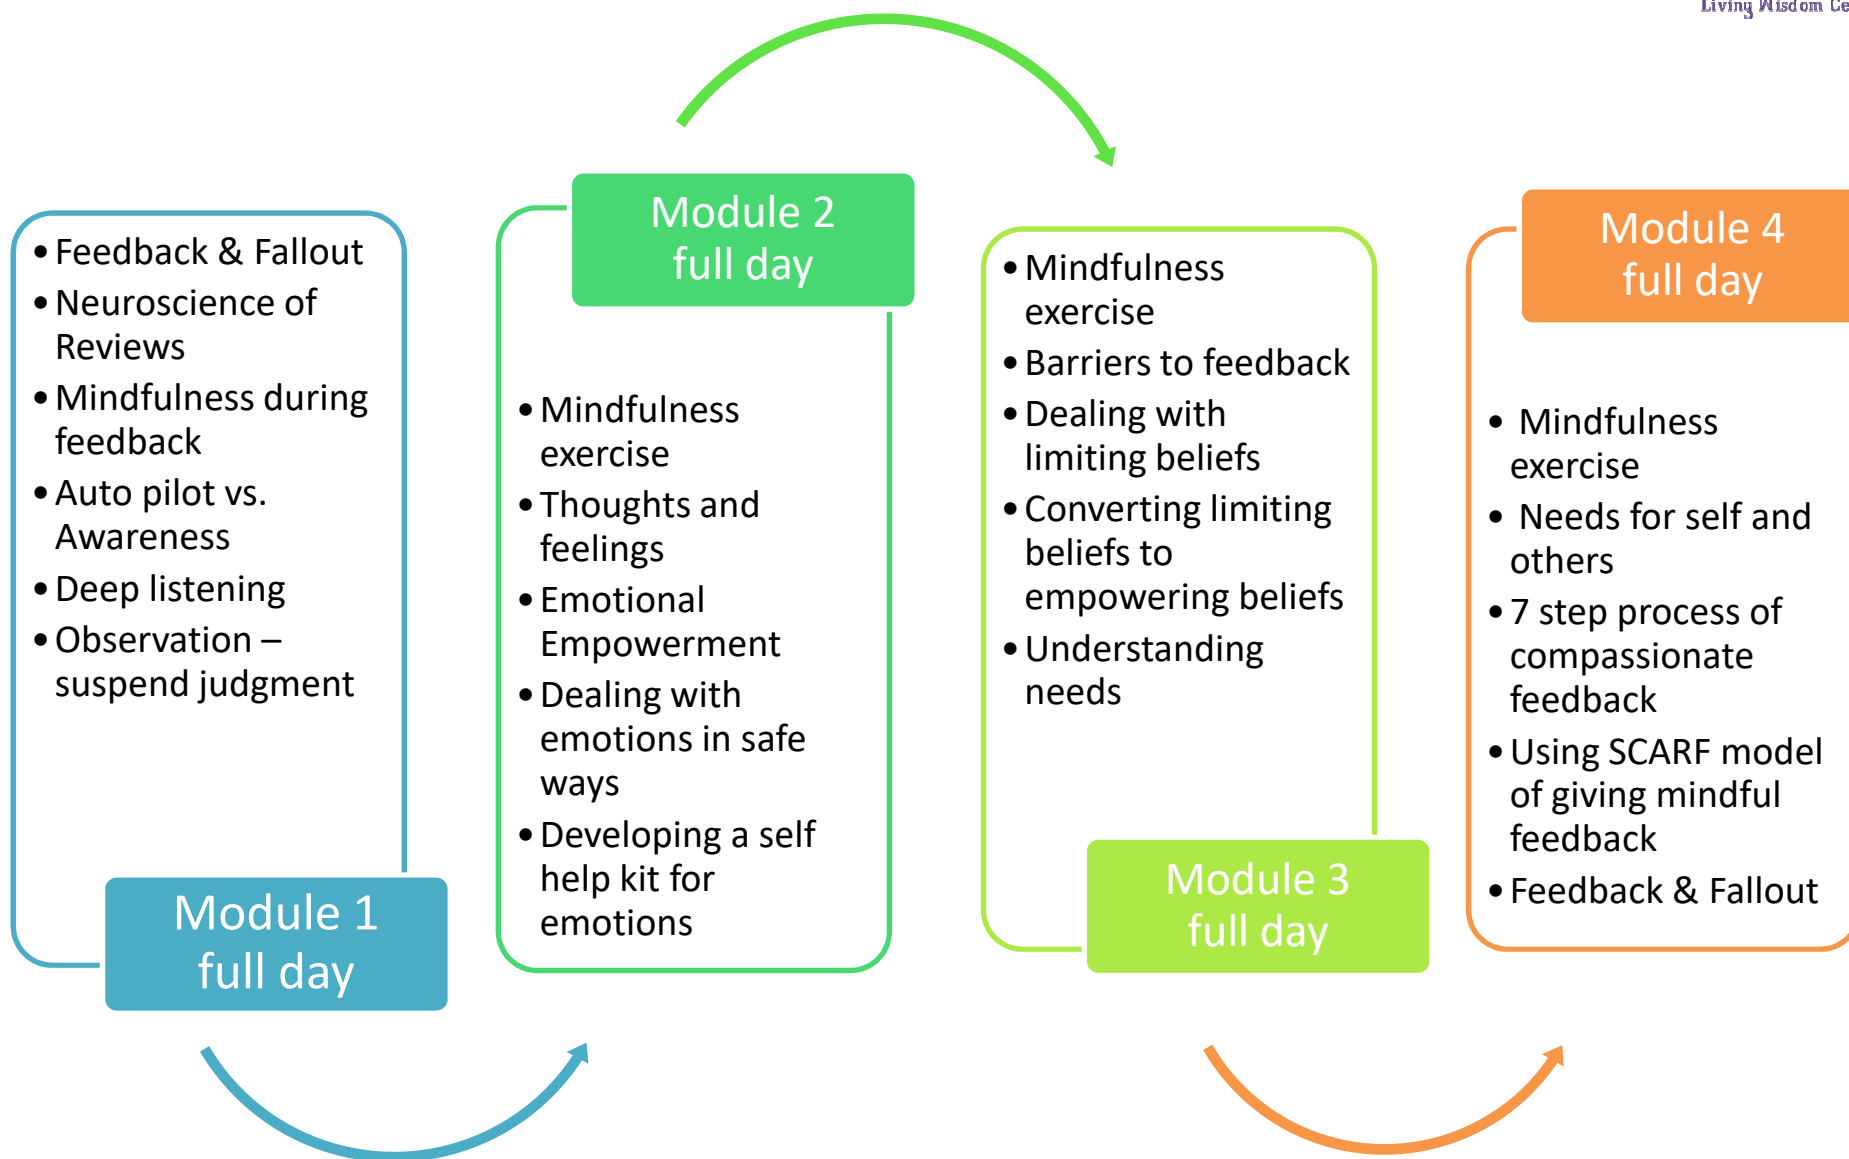 Living Wisdom Ce
• Feedback & Fallout
• Neuroscience of
Reviews
• Mindfulness during
feedback
• Auto pilot vs.
Awareness
• Deep listening
• Observation –
suspend judgment
Module 1
full day
Module 2
full day
• Mindfulness
exercise
• Thoughts and
feelings
• Emotional
Empowerment
• Dealing with
emotions in safe
ways
• Developing a self
help kit for
emotions
• Mindfulness
exercise
• Barriers to feedback
• Dealing with
limiting beliefs
• Converting limiting
beliefs to
empowering beliefs
• Understanding
needs
Module 3
full day
Module 4
full day
• Mindfulness
exercise
• Needs for self and
others
• 7 step process of
compassionate
feedback
• Using SCARF model
of giving mindful
feedback
• Feedback & Fallout